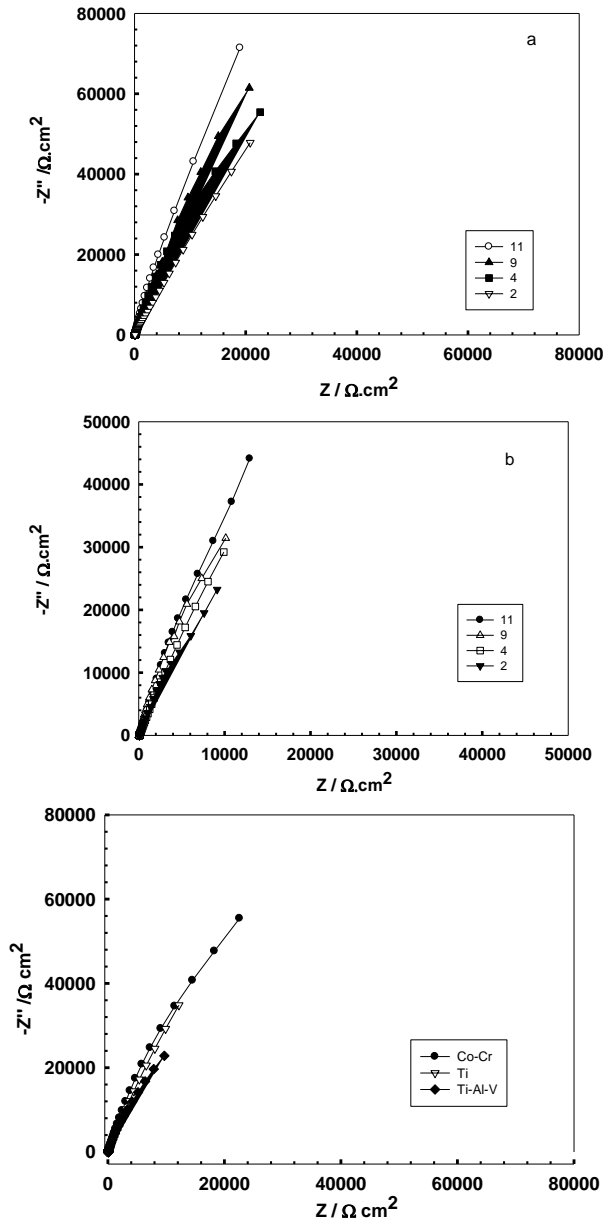 a
80000
60000
40000
20000
0
-Z'' /Ω.cm²
0 20000 40000 60000 80000
Z / Ω.cm²
11
9
4
2
b
50000
40000
30000
20000
10000
0
-Z'' / Ω.cm²
0 10000 20000 30000 40000 50000
Z / Ω.cm²
11
9
4
2
80000
60000
40000
20000
0
-Z'' /Ω cm²
0 20000 40000 60000 80000
Z / Ω cm²
Co-Cr
Ti
Ti-Al-V